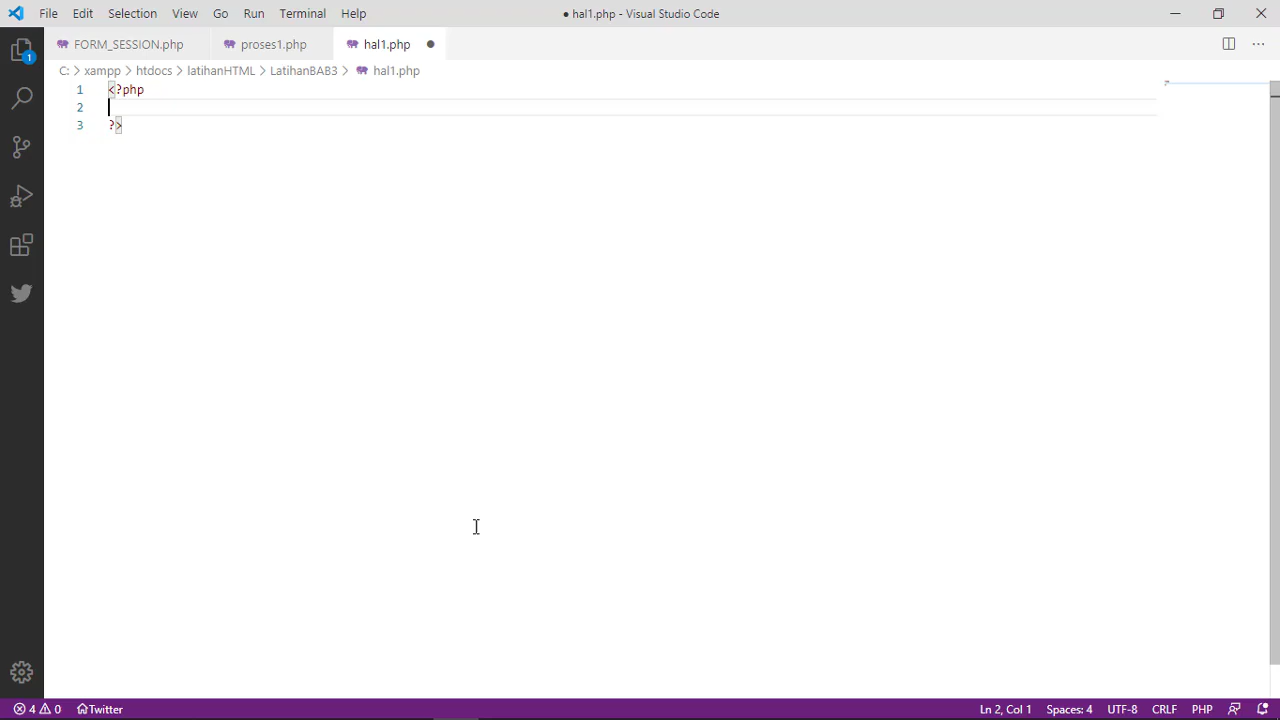 File Edit Selection View Go Run Terminal Help
● hal1.php - Visual Studio Code
1
FORM_SESSION.php
proses1.php
hal1.php ●
C: > xampp > htdocs > latihanHTML > LatihanBAB3 > hal1.php
1 <?php
2
3 ?>
4 0 Twitter
Ln 2, Col 1 Spaces: 4 UTF-8 CRLF PHP